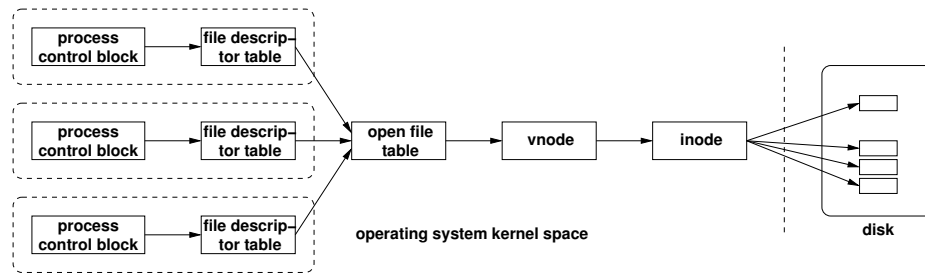 process
control block
file descrip-
tor table
process
control block
file descrip-
tor table
open file
table
vnode
inode
process
control block
file descrip-
tor table
operating system kernel space
disk